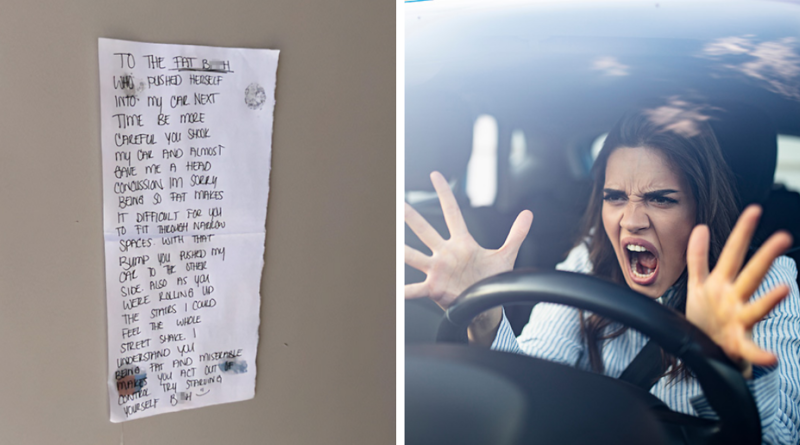 TO THE FAT B  H
WHO PUSHED HERSELF
INTO MY CAR NEXT
TIME BE MORE
CAREFUL YOU SHOOK
MY CAR AND ALMOST
GAVE ME A HEAD
CONCUSSION IM SORRY
BEING SO FAT MAKES
IT DIFFICULT FOR YOU
TO FIT THROUGH NARROW
SPACES. WITH THAT
BUMP YOU PUSHED MY
CAR TO THE OTHER
SIDE. ALSO AS YOU
WERE ROLLING UP
THE STAIRS I COULD
FEEL THE WHOLE
STREET SHAKE. I
UNDERSTAND YOU
BEING FAT AND MISERABLE
MAKES YOU ACT OUT OF
CONTROL TRY STARVING
YOURSELF B  H